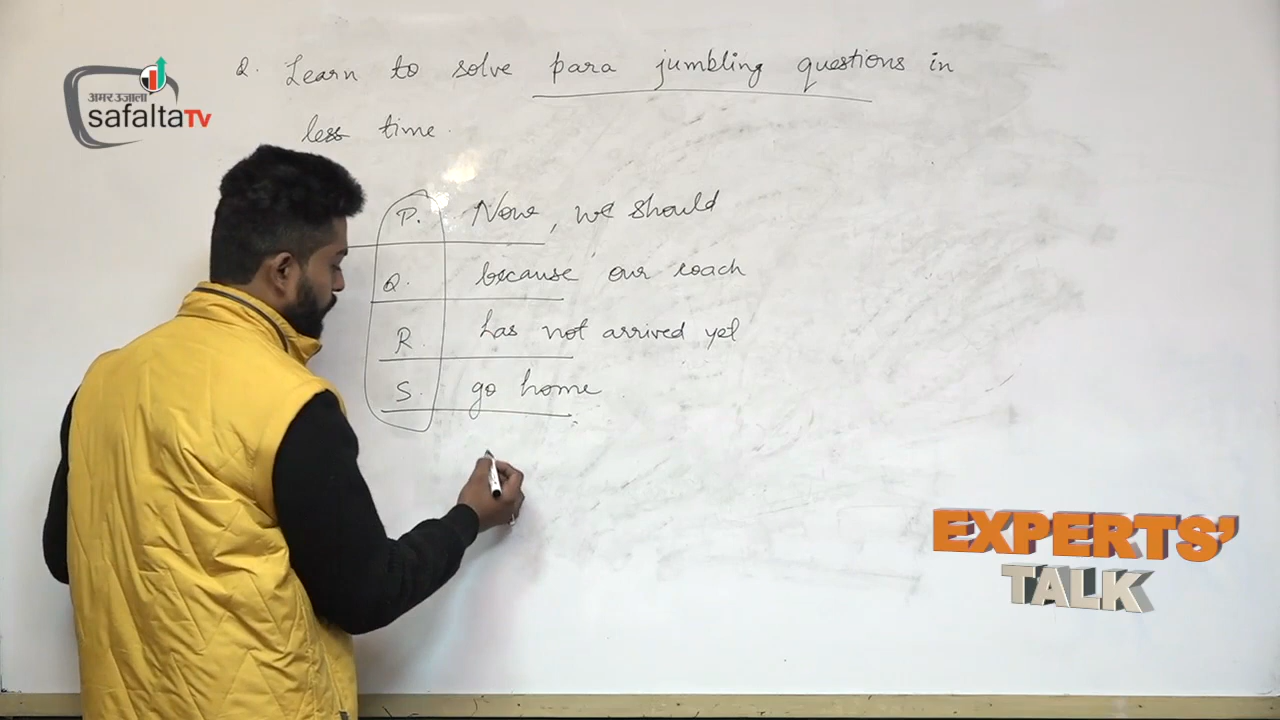 अमर उजाला
safalta TV
Q. Learn to solve para jumbling questions in
less time.
P. Now, we should
Q. because our coach
R. has not arrived yet
S. go home
EXPERTS'
TALK